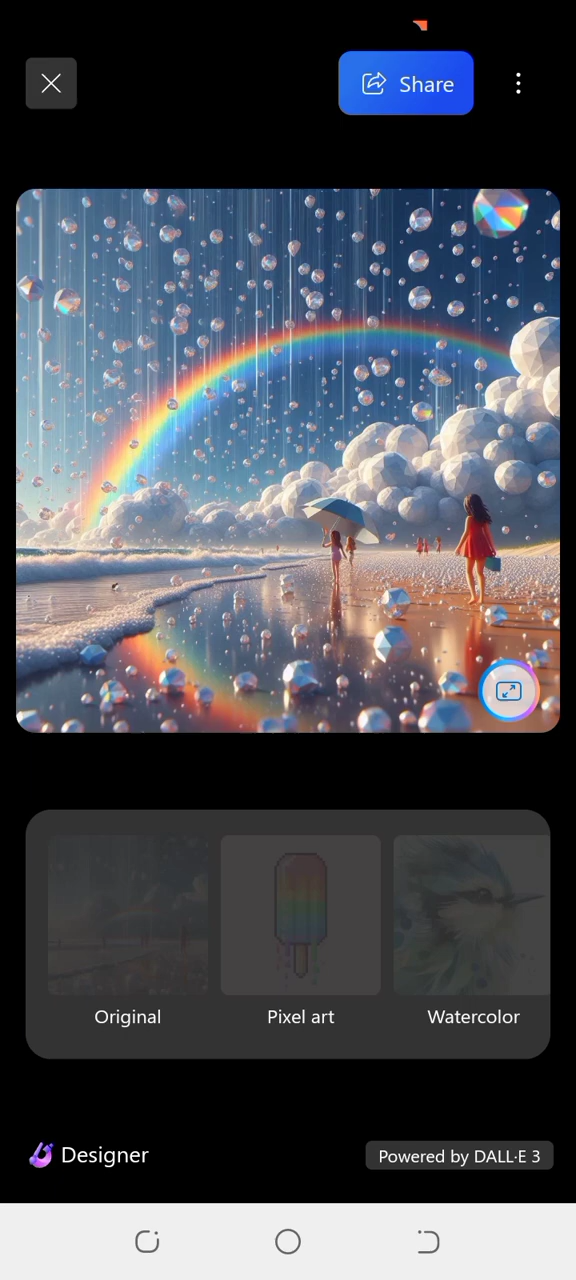 Share
Original
Pixel art
Watercolor
Designer
Powered by DALL·E 3